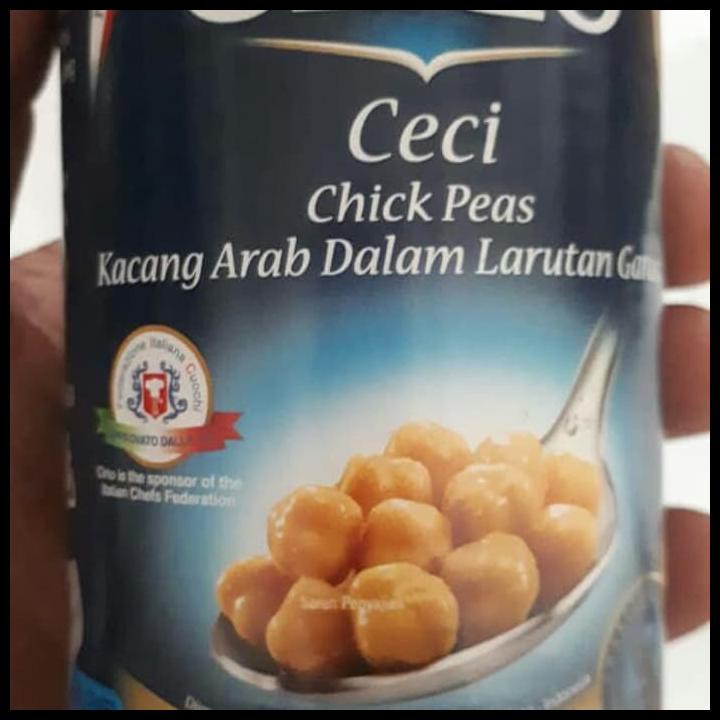 Ceci
Chick Peas
Kacang Arab Dalam Larutan
Federazione Italiana Cuochi
Cirio is the sponsor of the
Italian Chefs Federation
Saran Penyajian
Indonesia